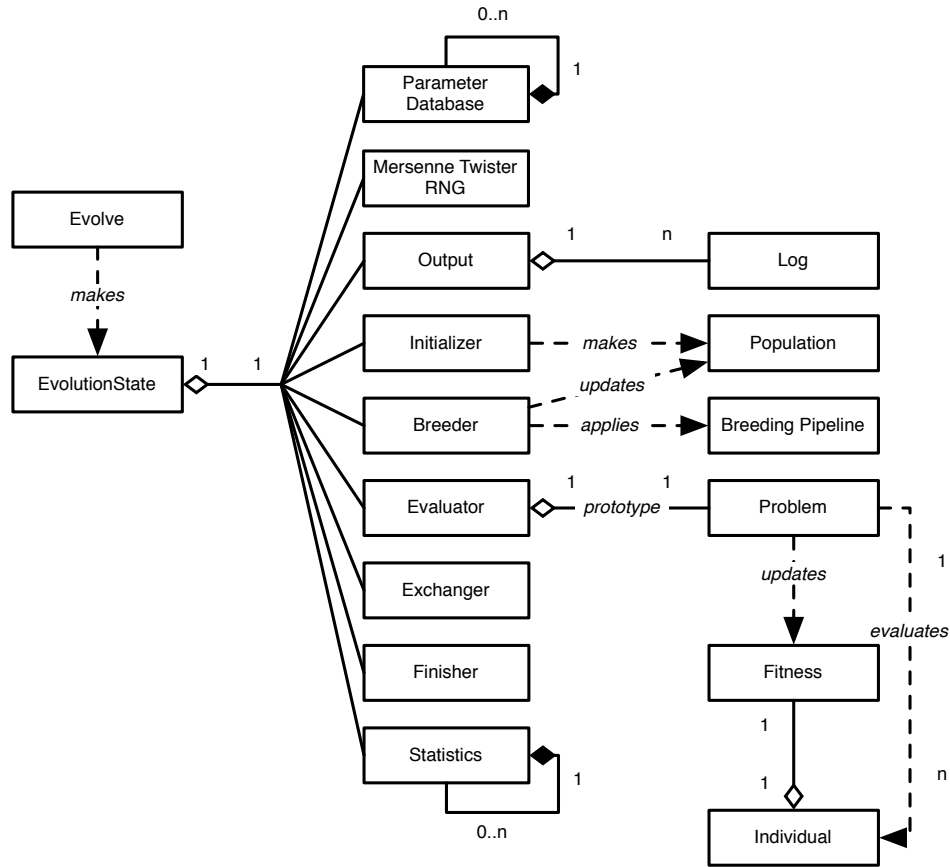 0..n
1
Parameter
Database
Mersenne Twister
RNG
Evolve
1
n
Output
Log
makes
Initializer
makes
Population
1
1
updates
EvolutionState
Breeder
applies
Breeding Pipeline
1
1
Evaluator
prototype
Problem
1
updates
Exchanger
evaluates
Finisher
Fitness
1
Statistics
1
1
n
0..n
Individual